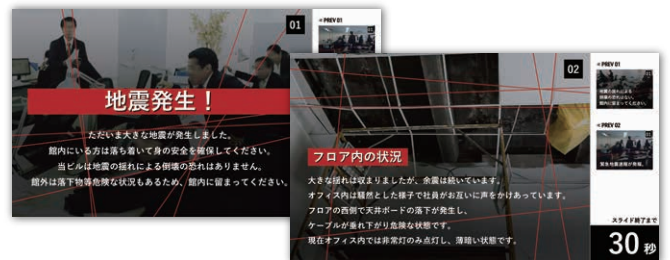 01
≪ PREV 01
地震発生！
ただいま大きな地震が発生しました。
館内にいる方は落ち着いて身の安全を確保してください。
当ビルは地震の揺れによる倒壊の恐れはありません。
館外は落下物等危険な状況もあるため、館内に留まってください。
02
≪ PREV 01
≪ PREV 02
フロア内の状況
大きな揺れは収まりましたが、余震は続いています。
オフィス内は騒然とした様子で社員がお互いに声をかけあっています。
フロアの西側で天井ボードの落下が発生し、
ケーブルが垂れ下がり危険な状態です。
現在オフィス内では非常灯のみ点灯し、薄暗い状態です。
スライド終了まで
30 秒